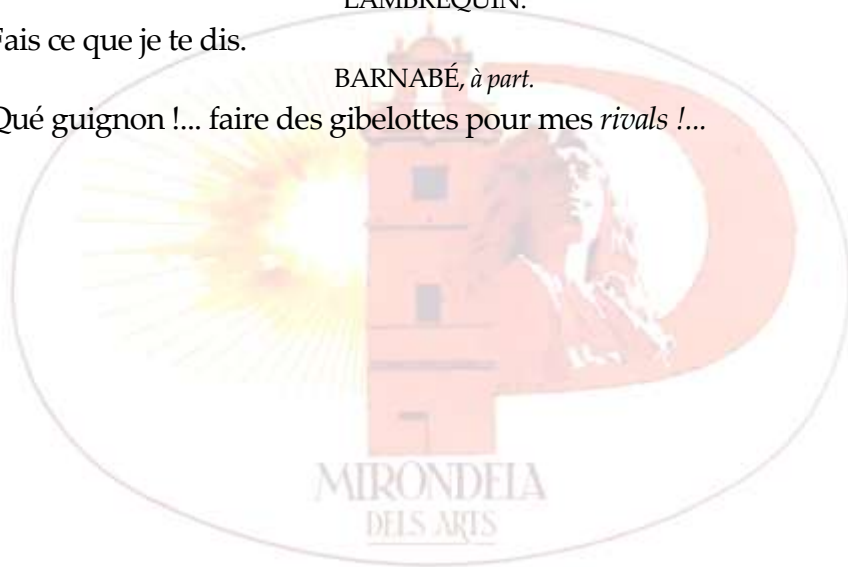 LAMBREQUIN.
Fais ce que je te dis.
BARNABÉ, à part.
Qué guignon !... faire des gibelottes pour mes rivals !...
MIRONDELA
DELS ARTS